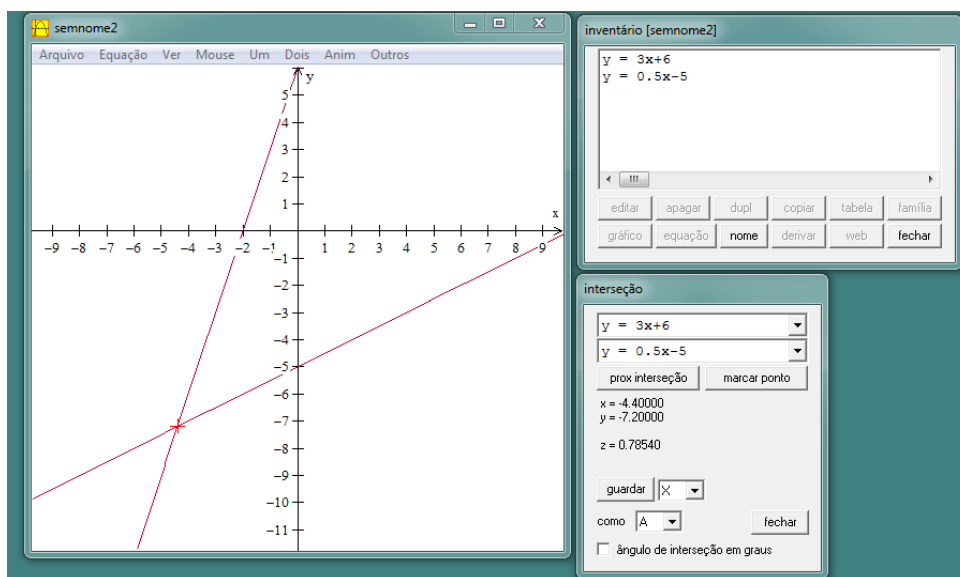 semnome2
Arquivo Equação Ver Mouse Um Dois Anim Outros
y
5
4
3
2
1
x
−9 −8 −7 −6 −5 −4 −3 −2 −1 1 2 3 4 5 6 7 8 9
−1
−2
−3
−4
−5
−6
−7
−8
−9
−10
−11
inventário [semnome2]
y = 3x+6
y = 0.5x-5
editar apagar dupl copiar tabela família
gráfico equação nome derivar web fechar
interseção
y = 3x+6
y = 0.5x-5
prox interseção marcar ponto
x = -4.40000
y = -7.20000
z = 0.78540
guardar X
como A fechar
ângulo de interseção em graus